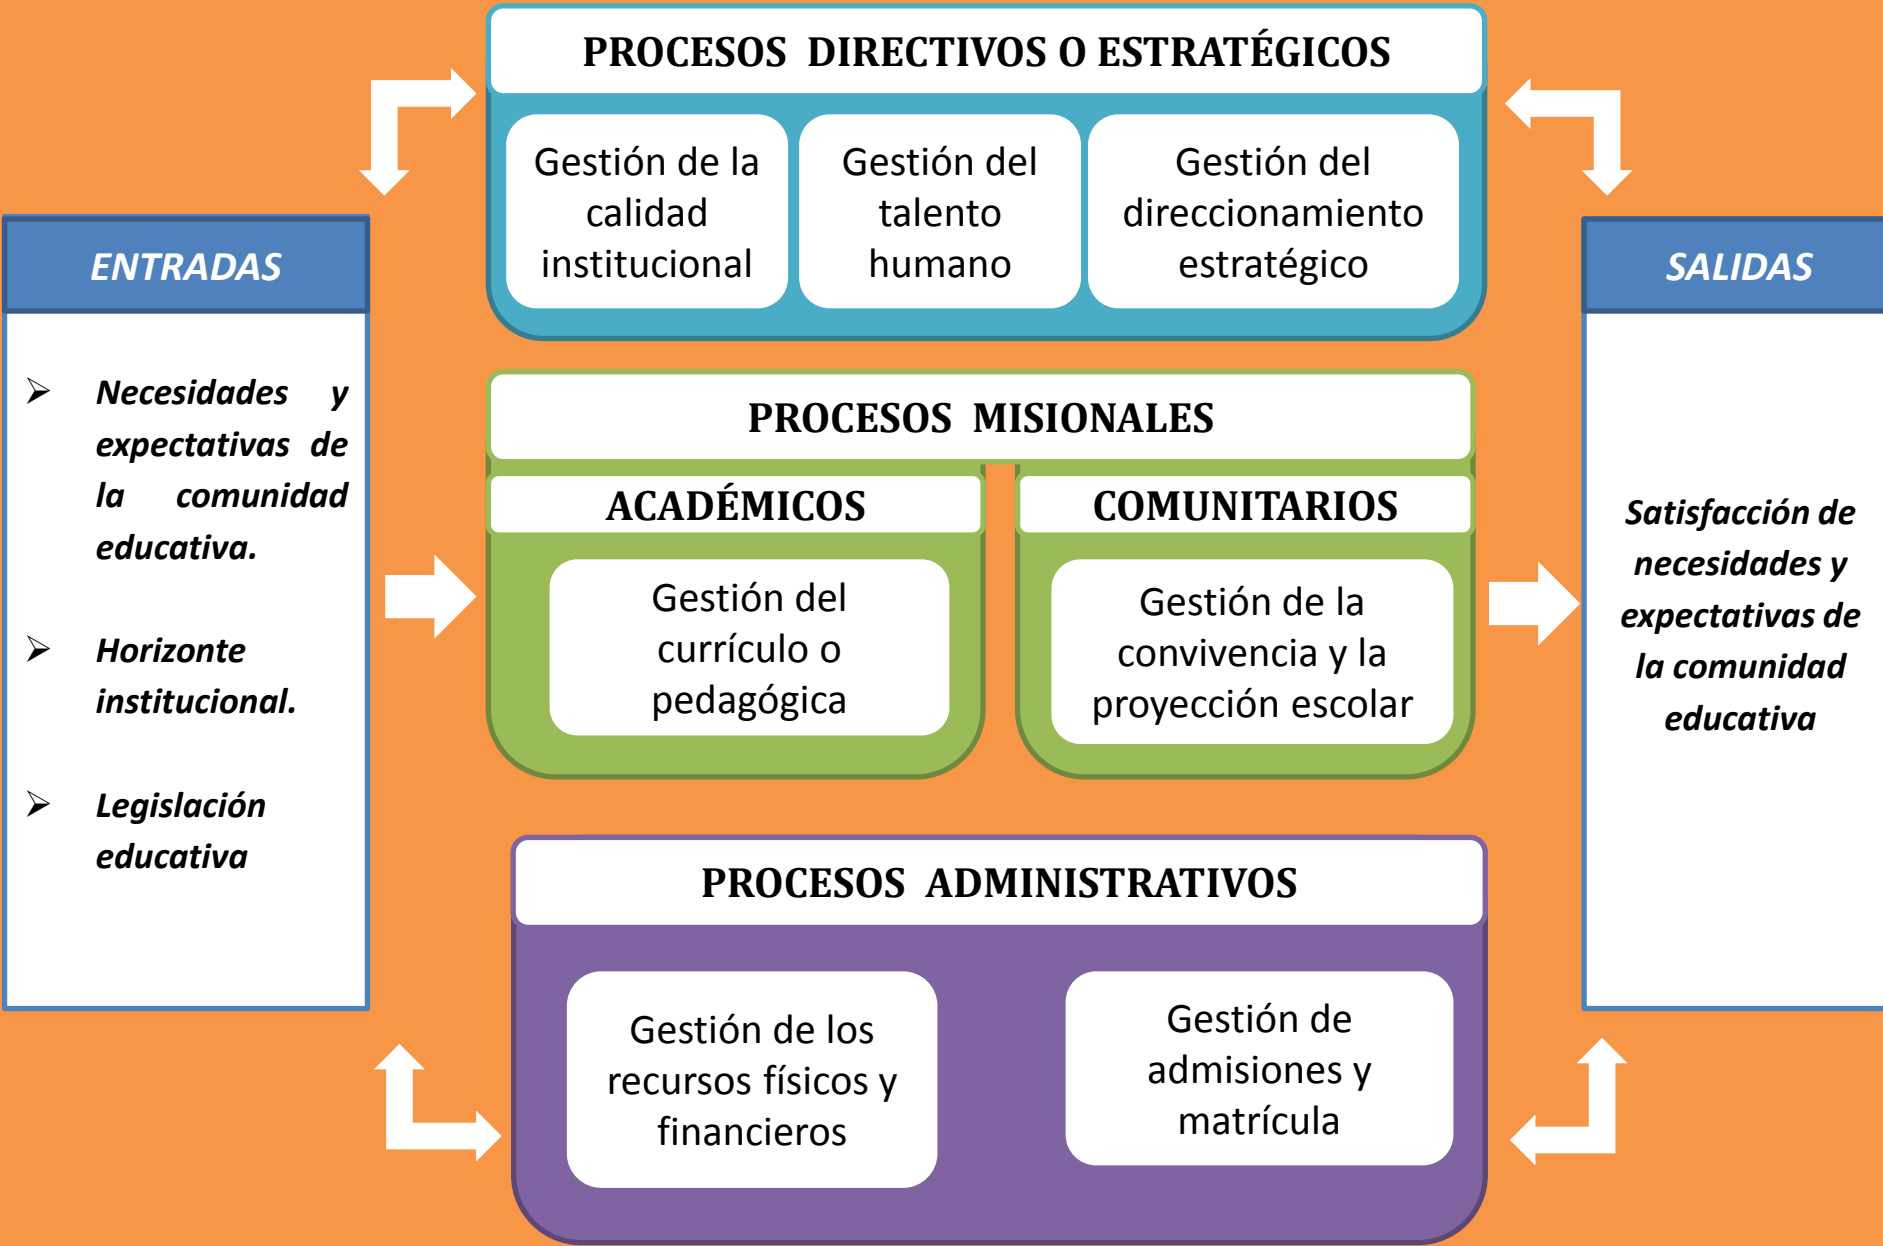 PROCESOS DIRECTIVOS O ESTRATÉGICOS
Gestión de la
calidad
institucional
Gestión del
talento
humano
Gestión del
direccionamiento
estratégico
ENTRADAS
➢ Necesidades y
expectativas de
la comunidad
educativa.
➢ Horizonte
institucional.
➢ Legislación
educativa
PROCESOS MISIONALES
ACADÉMICOS
Gestión del
currículo o
pedagógica
COMUNITARIOS
Gestión de la
convivencia y la
proyección escolar
PROCESOS ADMINISTRATIVOS
Gestión de los
recursos físicos y
financieros
Gestión de
admisiones y
matrícula
SALIDAS
Satisfacción de
necesidades y
expectativas de
la comunidad
educativa